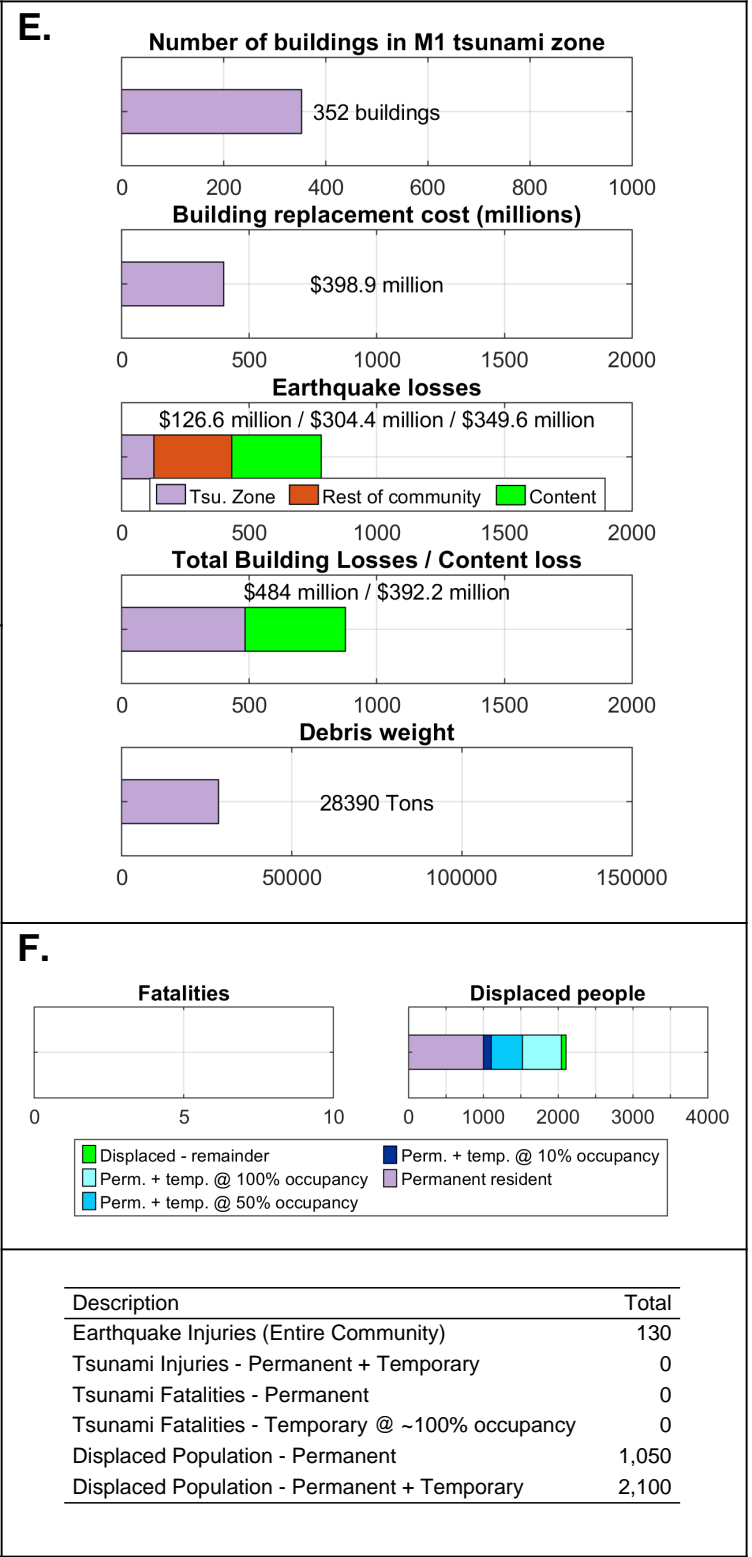 E.
Number of buildings in M1 tsunami zone
352 buildings
0 200 400 600 800 1000
Building replacement cost (millions)
$398.9 million
0 500 1000 1500 2000
Earthquake losses
$126.6 million / $304.4 million / $349.6 million
Tsu. Zone Rest of community Content
0 500 1000 1500 2000
Total Building Losses / Content loss
$484 million / $392.2 million
0 500 1000 1500 2000
Debris weight
28390 Tons
0 50000 100000 150000
F.
Fatalities Displaced people
0 5 10 0 1000 2000 3000 4000
Displaced - remainder Perm. + temp. @ 10% occupancy
Perm. + temp. @ 100% occupancy Permanent resident
Perm. + temp. @ 50% occupancy
Description Total
Earthquake Injuries (Entire Community) 130
Tsunami Injuries - Permanent + Temporary 0
Tsunami Fatalities - Permanent 0
Tsunami Fatalities - Temporary @ ~100% occupancy 0
Displaced Population - Permanent 1,050
Displaced Population - Permanent + Temporary 2,100